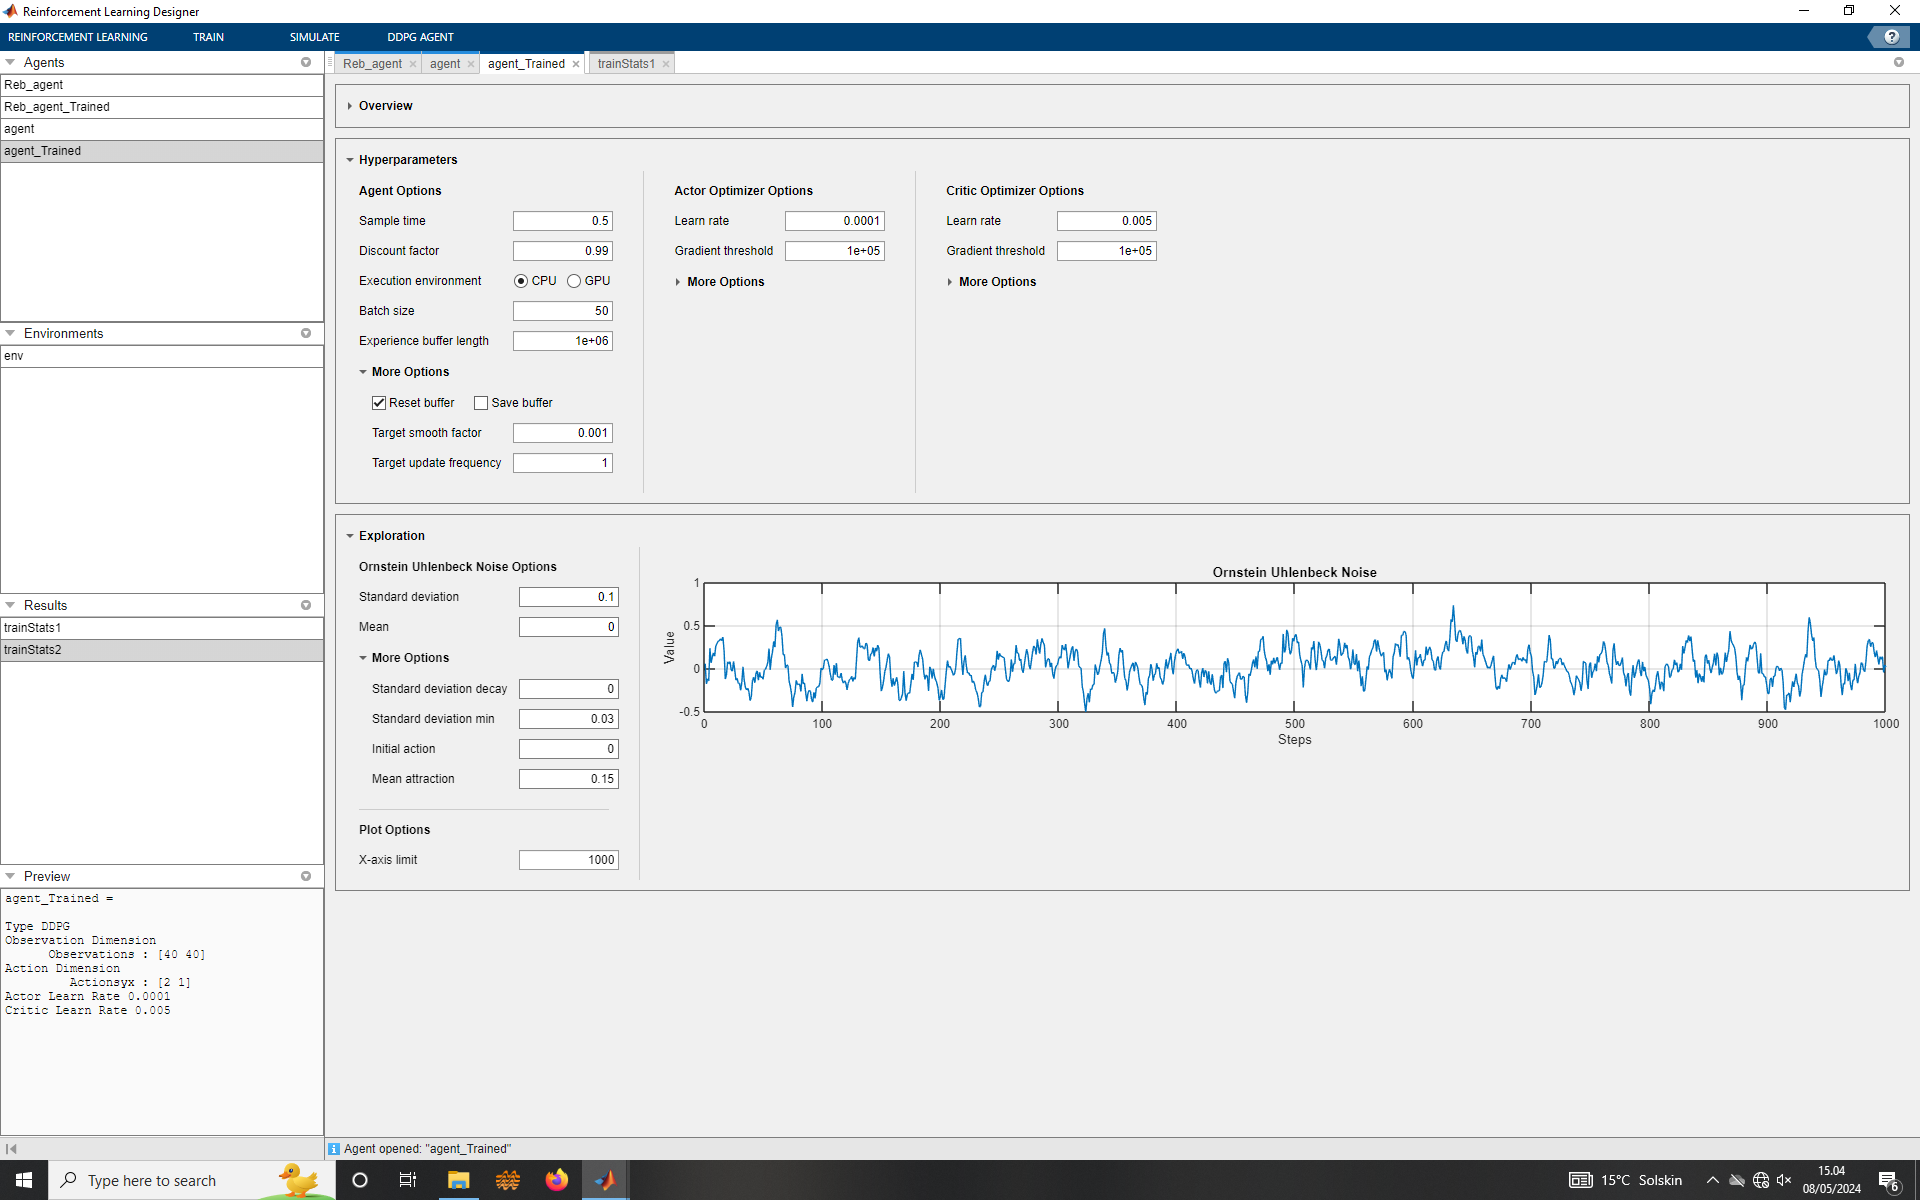 Reinforcement Learning Designer
REINFORCEMENT LEARNING TRAIN SIMULATE DDPG AGENT
Agents
Reb_agent
Reb_agent_Trained
agent
agent_Trained
Environments
env
Results
trainStats1
trainStats2
Preview
agent_Trained =
Type DDPG
Observation Dimension
Observations : [40 40]
Action Dimension
Actionsyx : [2 1]
Actor Learn Rate 0.0001
Critic Learn Rate 0.005
Reb_agent agent agent_Trained trainStats1
Overview
Hyperparameters
Agent Options
Sample time 0.5
Discount factor 0.99
Execution environment CPU GPU
Batch size 50
Experience buffer length 1e+06
More Options
Reset buffer Save buffer
Target smooth factor 0.001
Target update frequency 1
Actor Optimizer Options
Learn rate 0.0001
Gradient threshold 1e+05
More Options
Critic Optimizer Options
Learn rate 0.005
Gradient threshold 1e+05
More Options
Exploration
Ornstein Uhlenbeck Noise Options
Standard deviation 0.1
Mean 0
More Options
Standard deviation decay 0
Standard deviation min 0.03
Initial action 0
Mean attraction 0.15
Plot Options
X-axis limit 1000
Ornstein Uhlenbeck Noise
Value
1
0.5
0
-0.5
0 100 200 300 400 500 600 700 800 900 1000
Steps
Agent opened: "agent_Trained"
Type here to search
15°C Solskin
15.04
08/05/2024
6